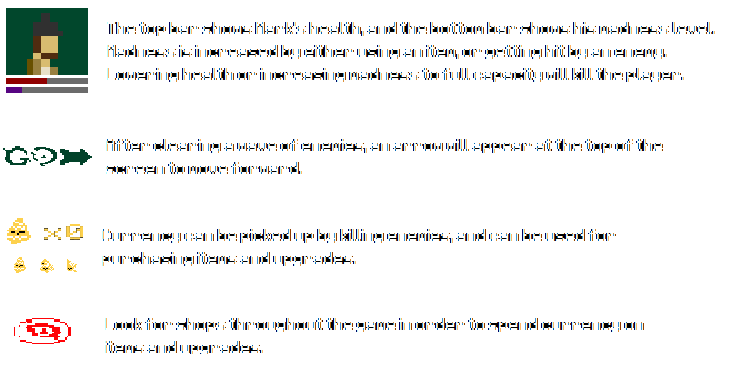 The top bar shows Mark's health, and the bottom bar shows his madness level.
Madness is increased by either using an item, or getting hit by an enemy.
Lowering health or increasing madness to full capacity will kill the player.
GO
After clearing a wave of enemies, an arrow will appear at the top of the
screen to move forward.
x0
Currency can be picked up by killing enemies, and can be used for
purchasing items and upgrades.
Look for shops throughout the game in order to spend currency on
items and upgrades.